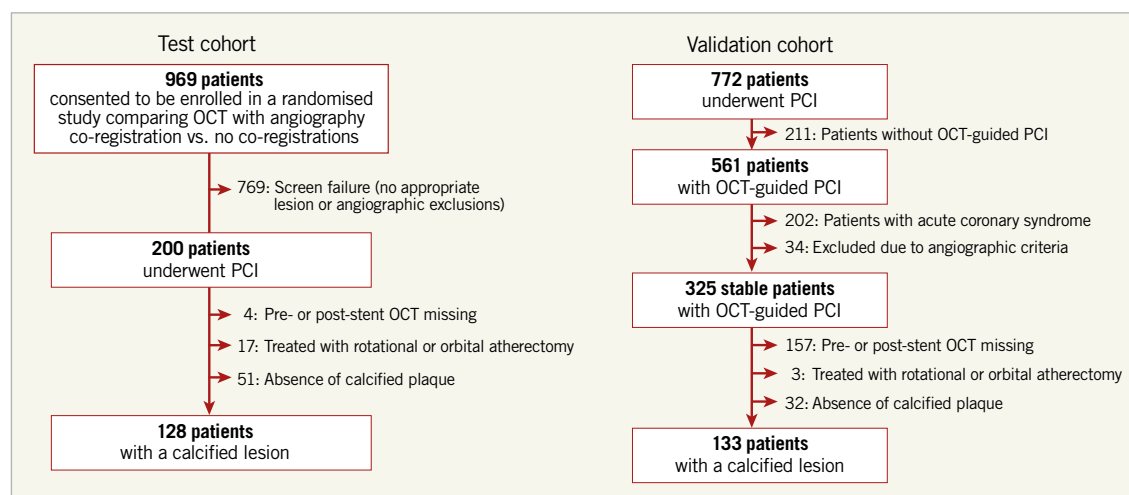 Test cohort
969 patients
consented to be enrolled in a randomised
study comparing OCT with angiography
co-registration vs. no co-registrations
769: Screen failure (no appropriate
lesion or angiographic exclusions)
200 patients
underwent PCI
4: Pre- or post-stent OCT missing
17: Treated with rotational or orbital atherectomy
51: Absence of calcified plaque
128 patients
with a calcified lesion
Validation cohort
772 patients
underwent PCI
211: Patients without OCT-guided PCI
561 patients
with OCT-guided PCI
202: Patients with acute coronary syndrome
34: Excluded due to angiographic criteria
325 stable patients
with OCT-guided PCI
157: Pre- or post-stent OCT missing
3: Treated with rotational or orbital atherectomy
32: Absence of calcified plaque
133 patients
with a calcified lesion